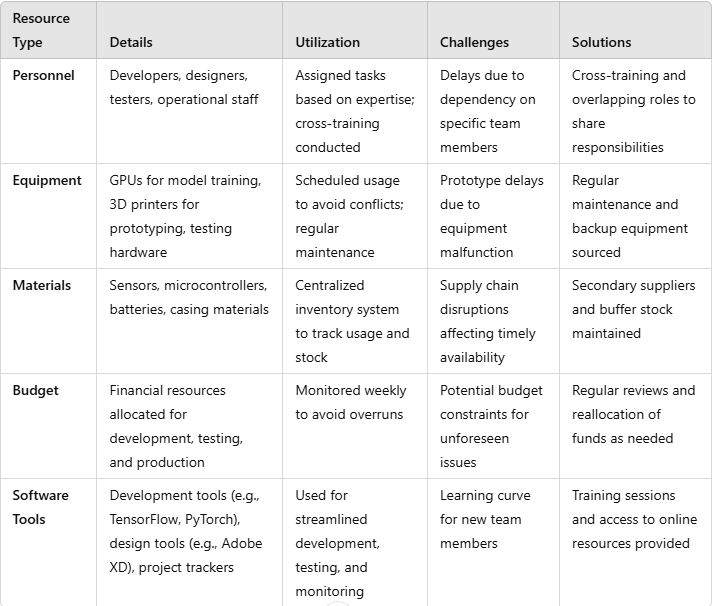 Resource Type | Details | Utilization | Challenges | Solutions
Personnel | Developers, designers, testers, operational staff | Assigned tasks based on expertise; cross-training conducted | Delays due to dependency on specific team members | Cross-training and overlapping roles to share responsibilities
Equipment | GPUs for model training, 3D printers for prototyping, testing hardware | Scheduled usage to avoid conflicts; regular maintenance | Prototype delays due to equipment malfunction | Regular maintenance and backup equipment sourced
Materials | Sensors, microcontrollers, batteries, casing materials | Centralized inventory system to track usage and stock | Supply chain disruptions affecting timely availability | Secondary suppliers and buffer stock maintained
Budget | Financial resources allocated for development, testing, and production | Monitored weekly to avoid overruns | Potential budget constraints for unforeseen issues | Regular reviews and reallocation of funds as needed
Software Tools | Development tools (e.g., TensorFlow, PyTorch), design tools (e.g., Adobe XD), project trackers | Used for streamlined development, testing, and monitoring | Learning curve for new team members | Training sessions and access to online resources provided